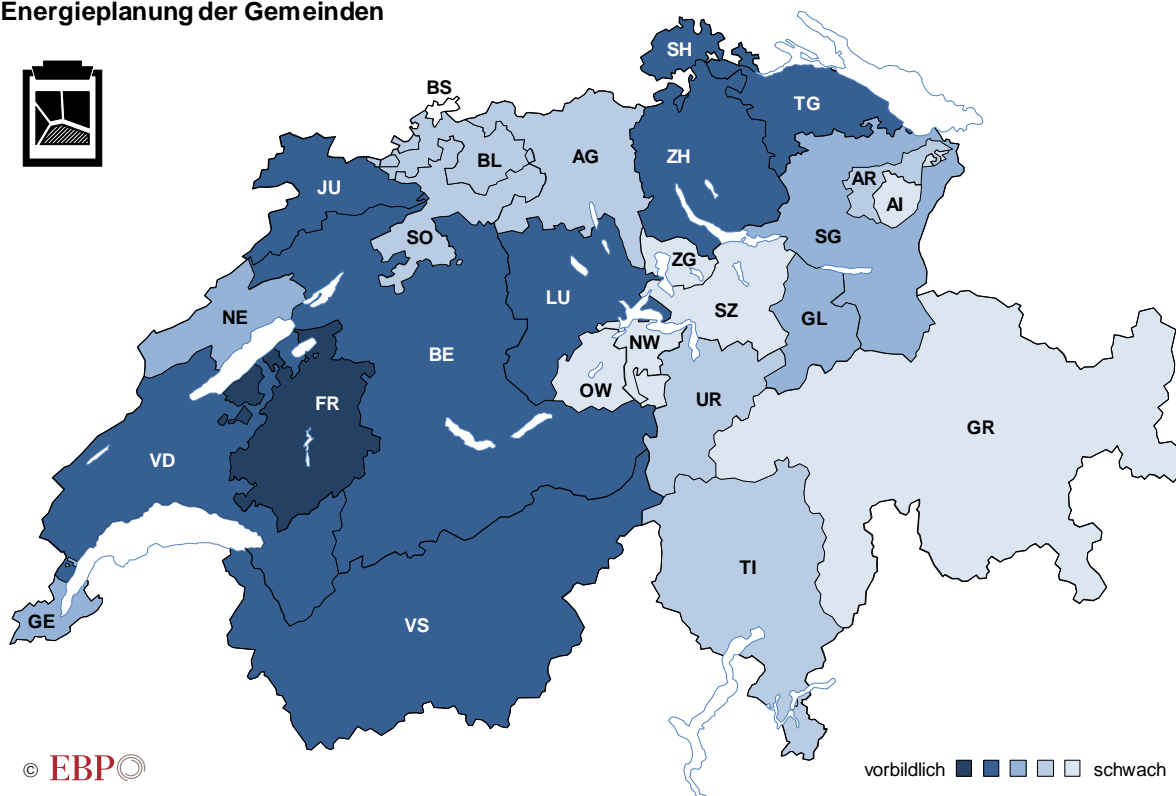 Energieplanung der Gemeinden
SH
BS
TG
BL
AG
ZH
JU
AR
AI
SO
SG
ZG
LU
SZ
NE
GL
NW
BE
OW
UR
FR
GR
VD
TI
GE
VS
© EBP
vorbildlich schwach